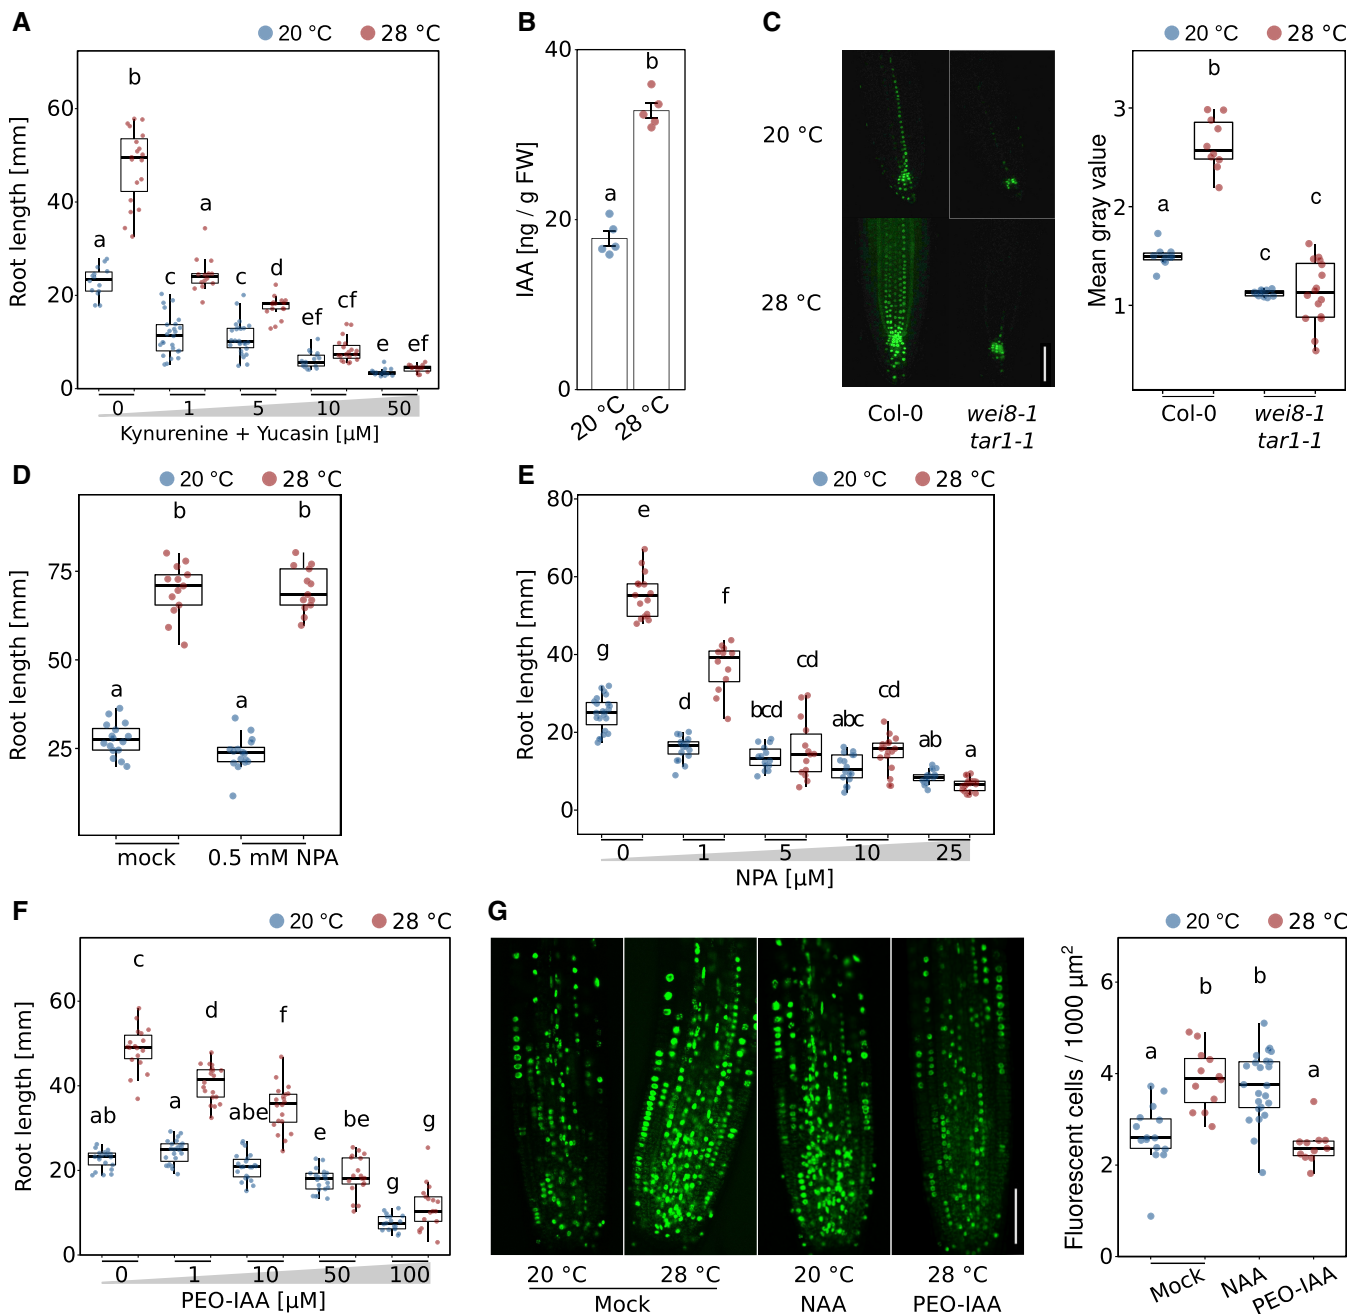 A
20 °C 28 °C
Root length [mm]
60
40
20
0
a
b
c
a
c
d
ef
cf
e
ef
0 1 5 10 50
Kynurenine + Yucasin [µM]
B
IAA [ng / g FW]
40
20
0
a
b
20 °C
28 °C
C
20 °C
28 °C
Col-0
wei8-1
tar1-1
20 °C 28 °C
Mean gray value
3
2
1
a
b
c
c
Col-0
wei8-1
tar1-1
D
20 °C 28 °C
Root length [mm]
75
50
25
a
b
a
b
mock
0.5 mM NPA
E
20 °C 28 °C
Root length [mm]
80
60
40
20
0
g
e
d
f
bcd
cd
abc
cd
ab
a
0 1 5 10 25
NPA [µM]
F
20 °C 28 °C
Root length [mm]
60
40
20
0
ab
c
a
d
abe
f
e
be
g
g
0 1 10 50 100
PEO-IAA [µM]
G
20 °C 28 °C 20 °C 28 °C
Mock NAA PEO-IAA
20 °C 28 °C
Fluorescent cells / 1000 µm²
6
4
2
0
a
b
b
a
Mock
NAA
PEO-IAA